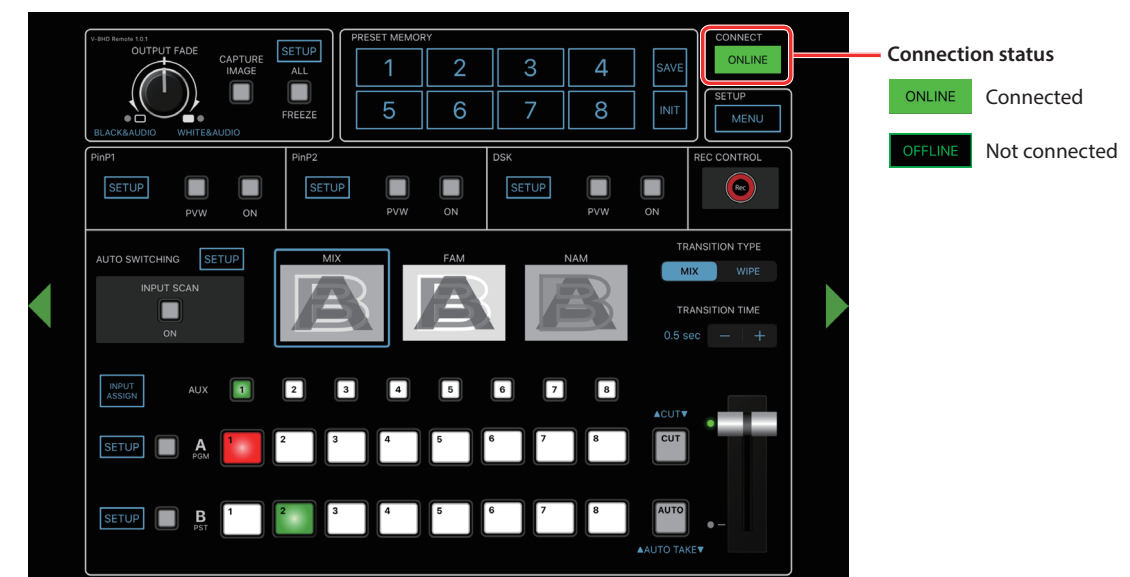 V-8HD Remote 1.0.1
OUTPUT FADE
CAPTURE
IMAGE
SETUP
ALL
FREEZE
BLACK&AUDIO
WHITE&AUDIO
PRESET MEMORY
1 2 3 4 SAVE
5 6 7 8 INIT
CONNECT
ONLINE
SETUP
MENU
Connection status
ONLINE Connected
OFFLINE Not connected
PinP1
SETUP
PVW ON
PinP2
SETUP
PVW ON
DSK
SETUP
PVW ON
REC CONTROL
Rec
AUTO SWITCHING SETUP
INPUT SCAN
ON
MIX FAM NAM
B A B A B A
TRANSITION TYPE
MIX WIPE
TRANSITION TIME
0.5 sec − +
INPUT
ASSIGN
AUX 1 2 3 4 5 6 7 8
▲CUT▼
SETUP A
PGM
1 2 3 4 5 6 7 8 CUT
SETUP B
PST
1 2 3 4 5 6 7 8 AUTO
▲AUTO TAKE▼